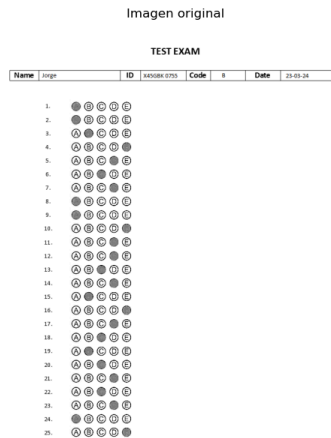 Imagen original
TEST EXAM
Name Jorge ID X45GBK 0755 Code B Date 23-03-24
1. B C D E
2. B C D E
3. A C D E
4. A B C D
5. A B C E
6. A B D E
7. A B C E
8. B C D E
9. B C D E
10. A B C D
11. A B C E
12. A B C E
13. A B D E
14. A B C E
15. A C D E
16. A B C D
17. A B C E
18. A B D E
19. A C D E
20. A B D E
21. A B C E
22. A B D E
23. A B C E
24. B C D E
25. A B C D